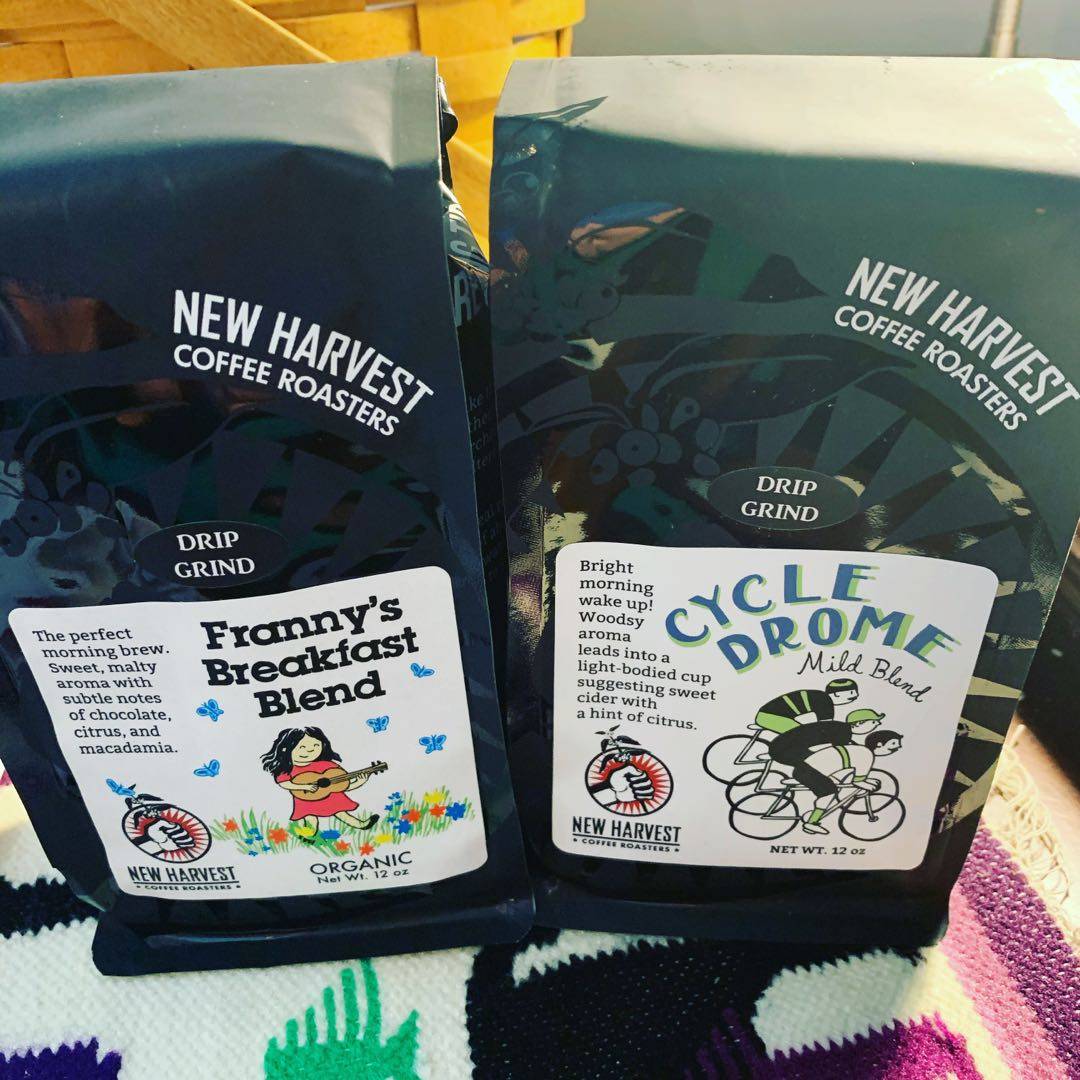 NEW HARVEST
COFFEE ROASTERS
DRIP
GRIND
The perfect
morning brew.
Sweet, malty
aroma with
subtle notes
of chocolate,
citrus, and
macadamia.
Franny's
Breakfast
Blend
NEW HARVEST
COFFEE ROASTERS
ORGANIC
Net Wt. 12 oz
NEW HARVEST
COFFEE ROASTERS
DRIP
GRIND
Bright
morning
wake up!
Woodsy
aroma
leads into a
light-bodied cup
suggesting sweet
cider with
a hint of citrus.
CYCLE
DROME
Mild Blend
NEW HARVEST
COFFEE ROASTERS
NET WT. 12 oz